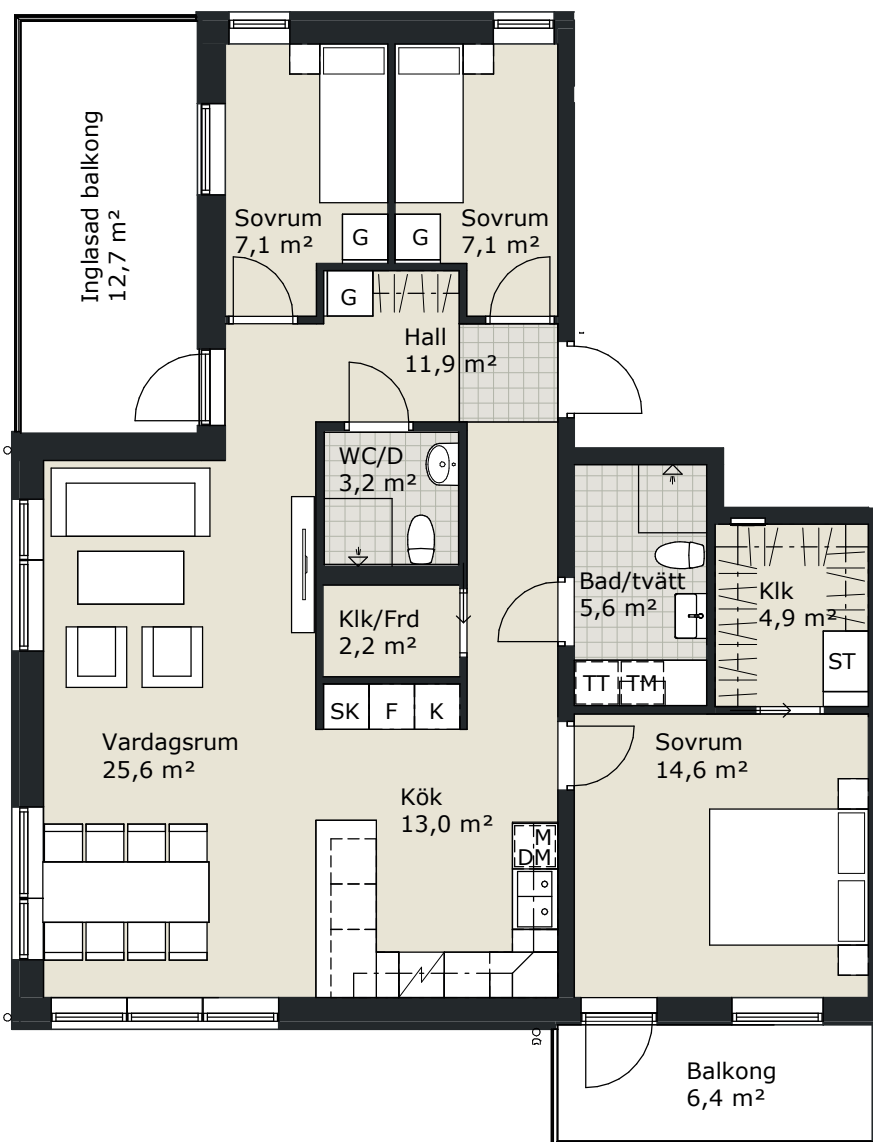 Inglasad balkong
12,7 m²
Sovrum
7,1 m²
G
G
Sovrum
7,1 m²
G
Hall
11,9 m²
WC/D
3,2 m²
Klk/Frd
2,2 m²
SK
F
K
Bad/tvätt
5,6 m²
TT
TM
Klk
4,9 m²
ST
Vardagsrum
25,6 m²
Kök
13,0 m²
M
DM
Sovrum
14,6 m²
Balkong
6,4 m²